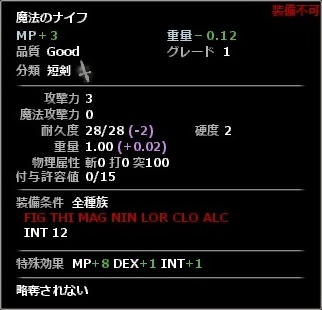 装備不可
魔法のナイフ
MP+3 重量-0.12
品質 Good グレード 1
分類 短剣
攻撃力 3
魔法攻撃力 0
耐久度 28/28 (-2) 硬度 2
重量 1.00 (+0.02)
物理属性 斬0 打0 突100
付与許容値 0/15
装備条件 全種族
FIG THI MAG NIN LOR CLO ALC
INT 12
特殊効果 MP+8 DEX+1 INT+1
略奪されない